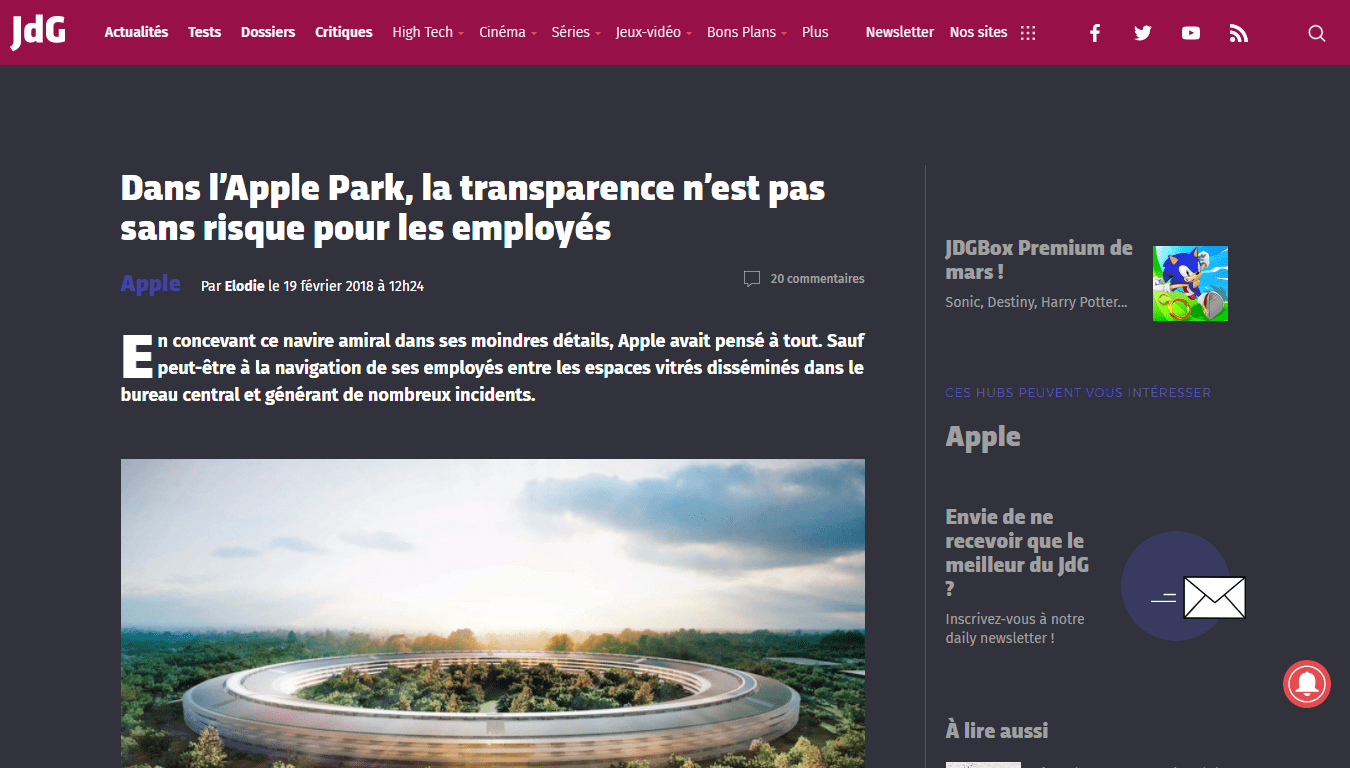 JdG
Actualités Tests Dossiers Critiques High Tech Cinéma Séries Jeux-vidéo Bons Plans Plus Newsletter Nos sites
Dans l’Apple Park, la transparence n’est pas
sans risque pour les employés
Apple Par Elodie le 19 février 2018 à 12h24
20 commentaires
En concevant ce navire amiral dans ses moindres détails, Apple avait pensé à tout. Sauf
peut-être à la navigation de ses employés entre les espaces vitrés disséminés dans le
bureau central et générant de nombreux incidents.
JDGBox Premium de
mars !
Sonic, Destiny, Harry Potter...
CES HUBS PEUVENT VOUS INTÉRESSER
Apple
Envie de ne
recevoir que le
meilleur du JdG
?
Inscrivez-vous à notre
daily newsletter !
À lire aussi